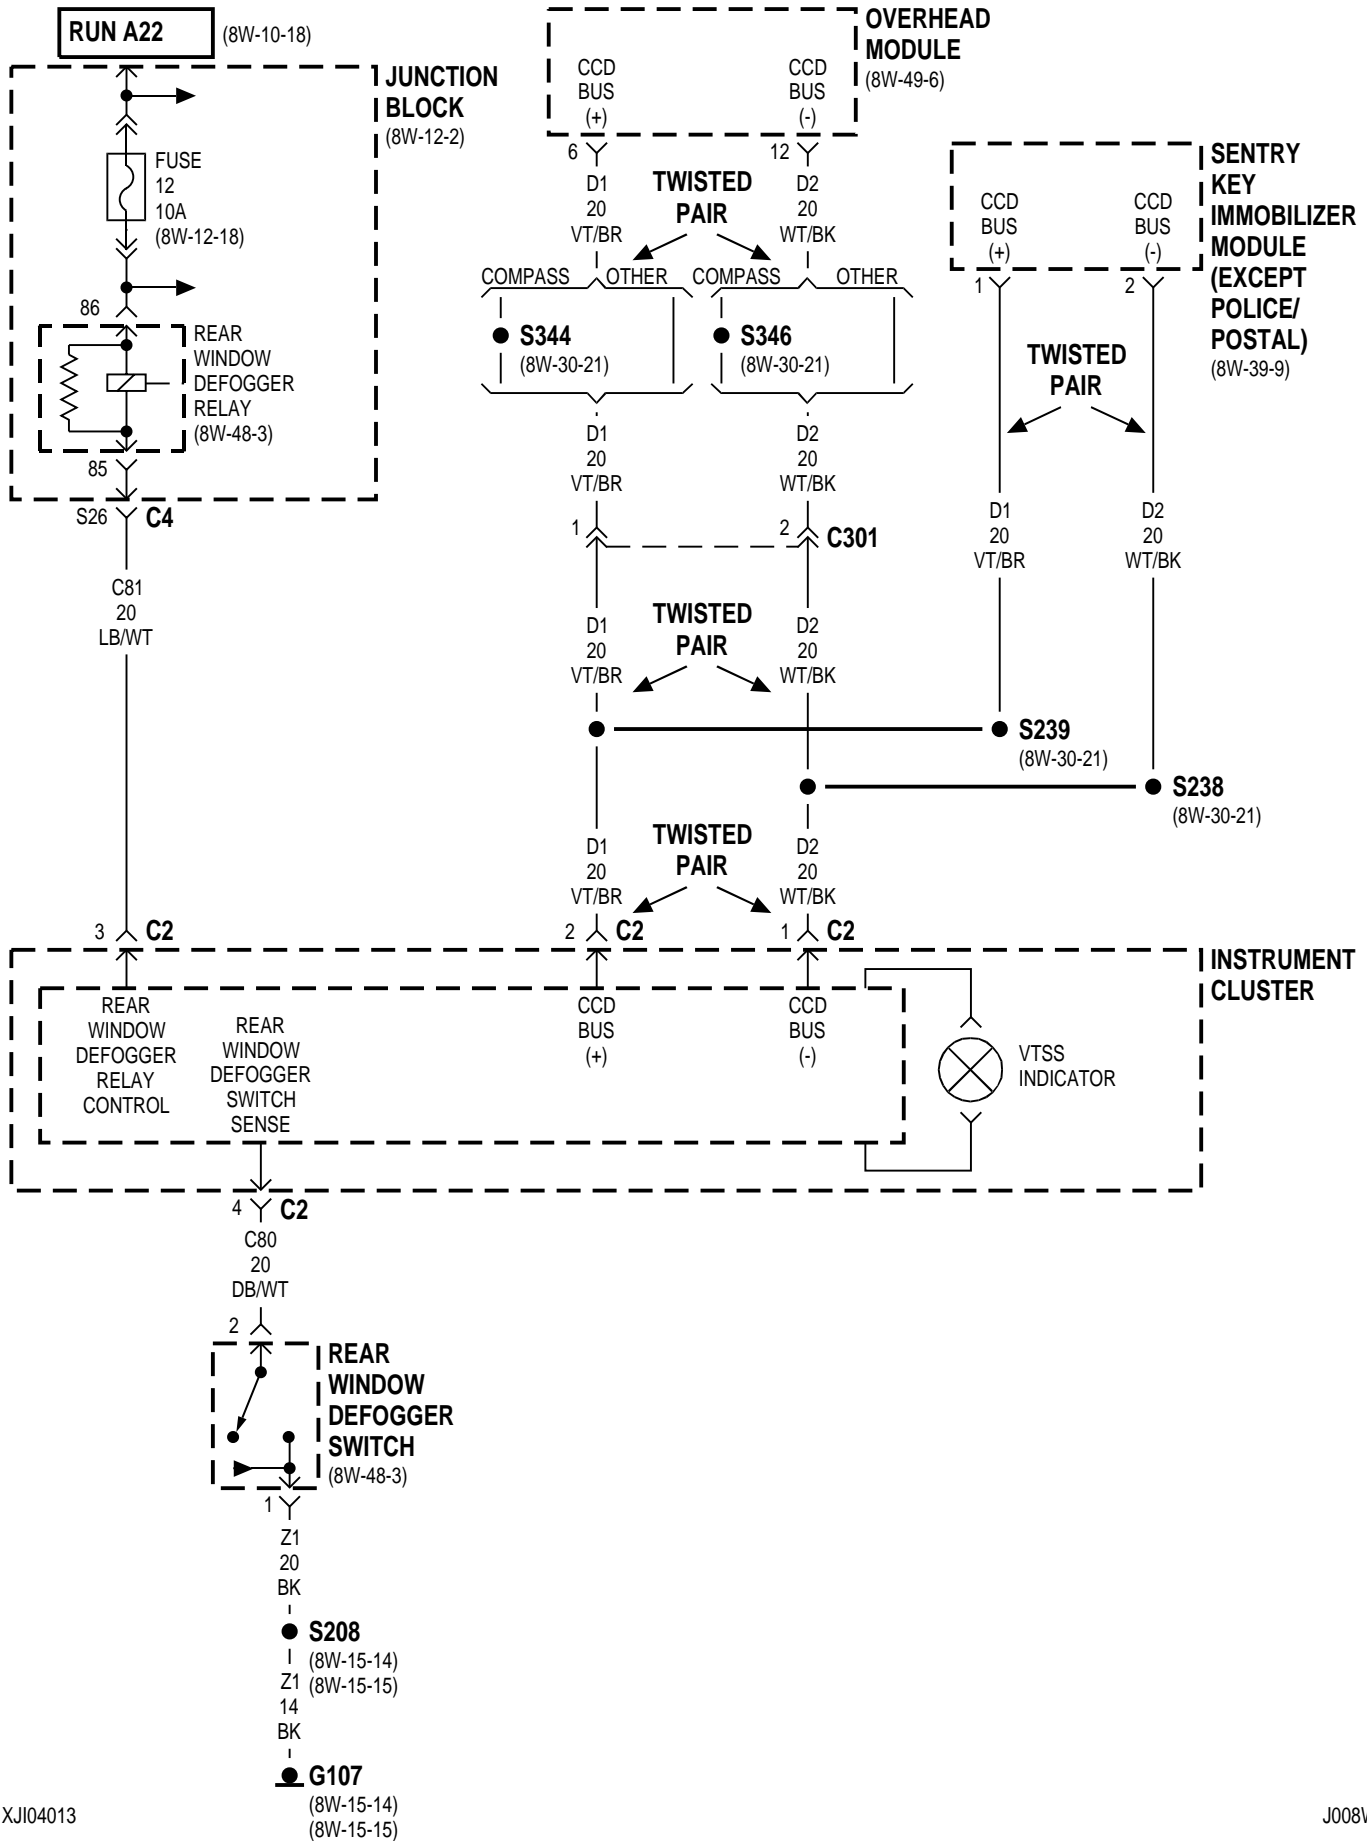 RUN A22
(8W-10-18)
JUNCTION
BLOCK
(8W-12-2)
FUSE
12
10A
(8W-12-18)
86
REAR
WINDOW
DEFOGGER
RELAY
(8W-48-3)
85
S26
C4
C81
20
LB/WT
3
C2
OVERHEAD
MODULE
(8W-49-6)
CCD
BUS
(+)
CCD
BUS
(-)
6
12
D1
20
VT/BR
TWISTED
PAIR
D2
20
WT/BK
COMPASS
OTHER
COMPASS
OTHER
S344
(8W-30-21)
S346
(8W-30-21)
D1
20
VT/BR
D2
20
WT/BK
1
2
C301
D1
20
VT/BR
TWISTED
PAIR
D2
20
WT/BK
SENTRY
KEY
IMMOBILIZER
MODULE
(EXCEPT
POLICE/
POSTAL)
(8W-39-9)
CCD
BUS
(+)
CCD
BUS
(-)
1
2
TWISTED
PAIR
D1
20
VT/BR
D2
20
WT/BK
S239
(8W-30-21)
S238
(8W-30-21)
D1
20
VT/BR
TWISTED
PAIR
D2
20
WT/BK
2
C2
1
C2
INSTRUMENT
CLUSTER
REAR
WINDOW
DEFOGGER
RELAY
CONTROL
REAR
WINDOW
DEFOGGER
SWITCH
SENSE
CCD
BUS
(+)
CCD
BUS
(-)
VTSS
INDICATOR
4
C2
C80
20
DB/WT
2
REAR
WINDOW
DEFOGGER
SWITCH
(8W-48-3)
1
Z1
20
BK
S208
(8W-15-14)
(8W-15-15)
Z1
14
BK
G107
(8W-15-14)
(8W-15-15)
XJI04013